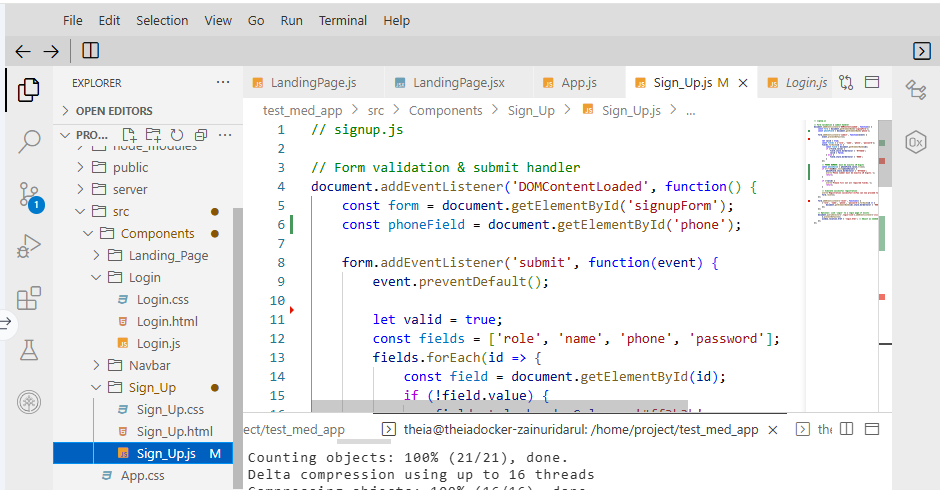 File Edit Selection View Go Run Terminal Help
EXPLORER
OPEN EDITORS
PRO...
node_modules
public
server
src
Components
Landing_Page
Login
Login.css
Login.html
Login.js
Navbar
Sign_Up
Sign_Up.css
Sign_Up.html
Sign_Up.js M
App.css
1
LandingPage.js LandingPage.jsx App.js Sign_Up.js M Login.js
test_med_app > src > Components > Sign_Up > Sign_Up.js > ...
1 // signup.js
2
3 // Form validation & submit handler
4 document.addEventListener('DOMContentLoaded', function() {
5 const form = document.getElementById('signupForm');
6 const phoneField = document.getElementById('phone');
7
8 form.addEventListener('submit', function(event) {
9 event.preventDefault();
10
11 let valid = true;
12 const fields = ['role', 'name', 'phone', 'password'];
13 fields.forEach(id => {
14 const field = document.getElementById(id);
15 if (!field.value) {
ect/test_med_app theia@theiadocker-zainuridarul: /home/project/test_med_app the
Counting objects: 100% (21/21), done.
Delta compression using up to 16 threads
Compressing objects: 100% (16/16), done.